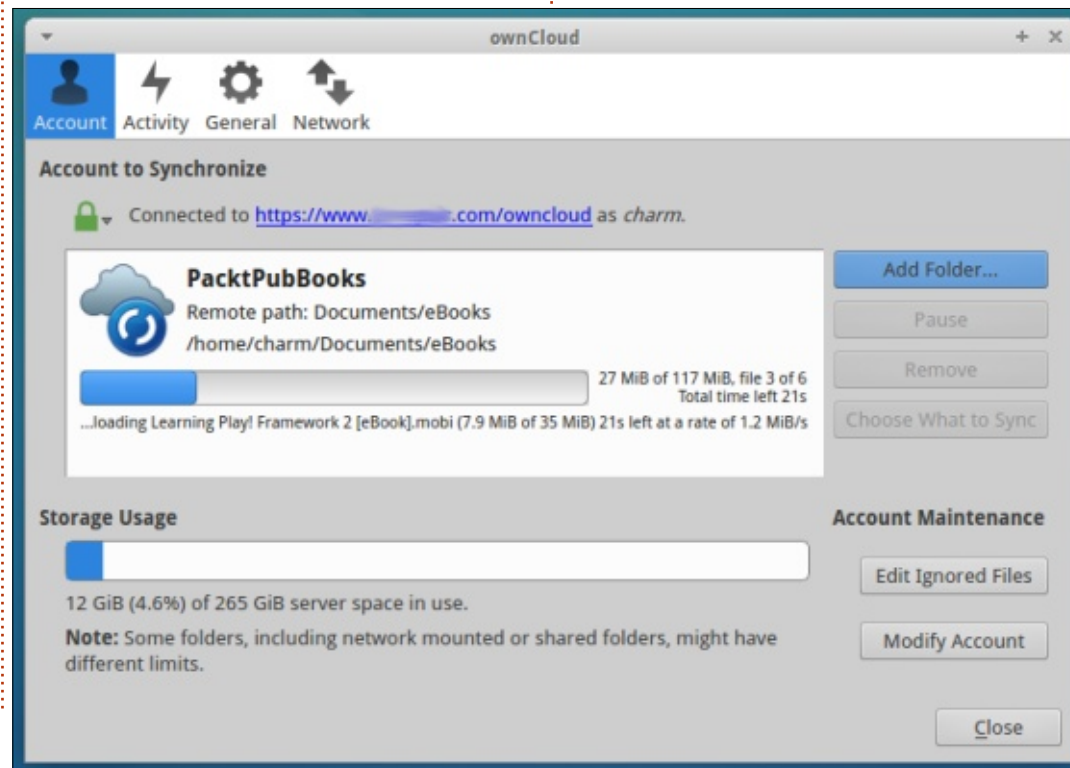 ownCloud
Account Activity General Network
Account to Synchronize
Connected to https://www. .com/owncloud as charm.
PacktPubBooks
Remote path: Documents/eBooks
/home/charm/Documents/eBooks
27 MiB of 117 MiB, file 3 of 6
Total time left 21s
...loading Learning Play! Framework 2 [eBook].mobi (7.9 MiB of 35 MiB) 21s left at a rate of 1.2 MiB/s
Add Folder...
Pause
Remove
Choose What to Sync
Storage Usage
12 GiB (4.6%) of 265 GiB server space in use.
Note: Some folders, including network mounted or shared folders, might have
different limits.
Account Maintenance
Edit Ignored Files
Modify Account
Close